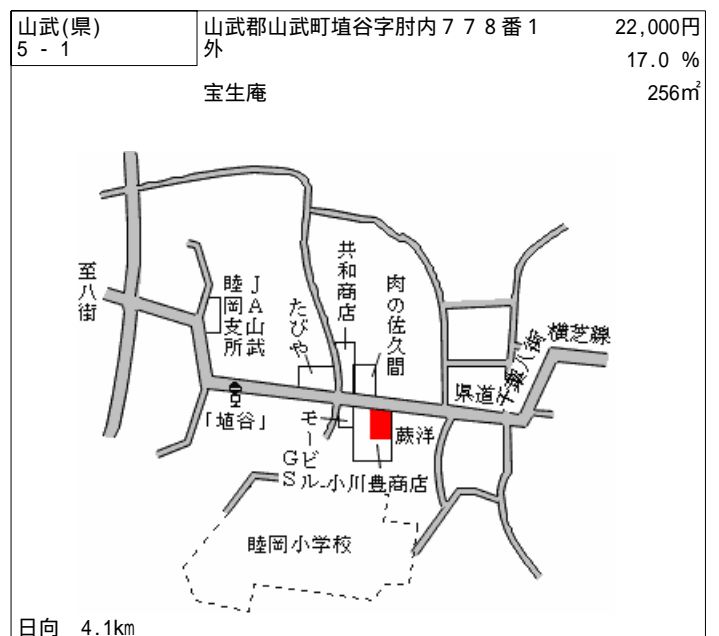 山武(県)
5 - 1
山武郡山武町埴谷字肘内７７８番１
外
22,000円
17.0 %
宝生庵
256㎡
至八街
ＪＡ山武
睦岡支所
たびや
共和商店
肉の佐久間
県道千葉八街横芝線
「埴谷」
モービル
ＧＳ
蕨洋
小川豊商店
睦岡小学校
日向 4.1km